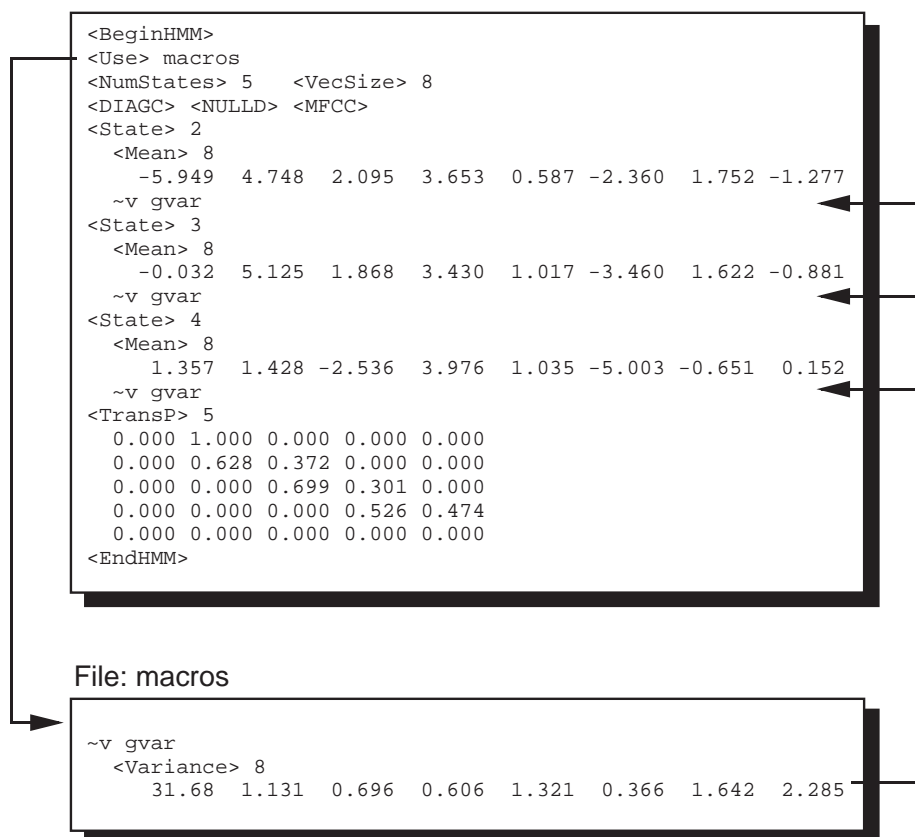 <BeginHMM>
<Use> macros
<NumStates> 5   <VecSize> 8
<DIAGC> <NULLD> <MFCC>
<State> 2
  <Mean> 8
    -5.949  4.748  2.095  3.653  0.587 -2.360  1.752 -1.277
  ~v gvar
<State> 3
  <Mean> 8
    -0.032  5.125  1.868  3.430  1.017 -3.460  1.622 -0.881
  ~v gvar
<State> 4
  <Mean> 8
     1.357  1.428 -2.536  3.976  1.035 -5.003 -0.651  0.152
  ~v gvar
<TransP> 5
  0.000 1.000 0.000 0.000 0.000
  0.000 0.628 0.372 0.000 0.000
  0.000 0.000 0.699 0.301 0.000
  0.000 0.000 0.000 0.526 0.474
  0.000 0.000 0.000 0.000 0.000
<EndHMM>
File: macros
~v gvar
  <Variance> 8
     31.68  1.131  0.696  0.606  1.321  0.366  1.642  2.285